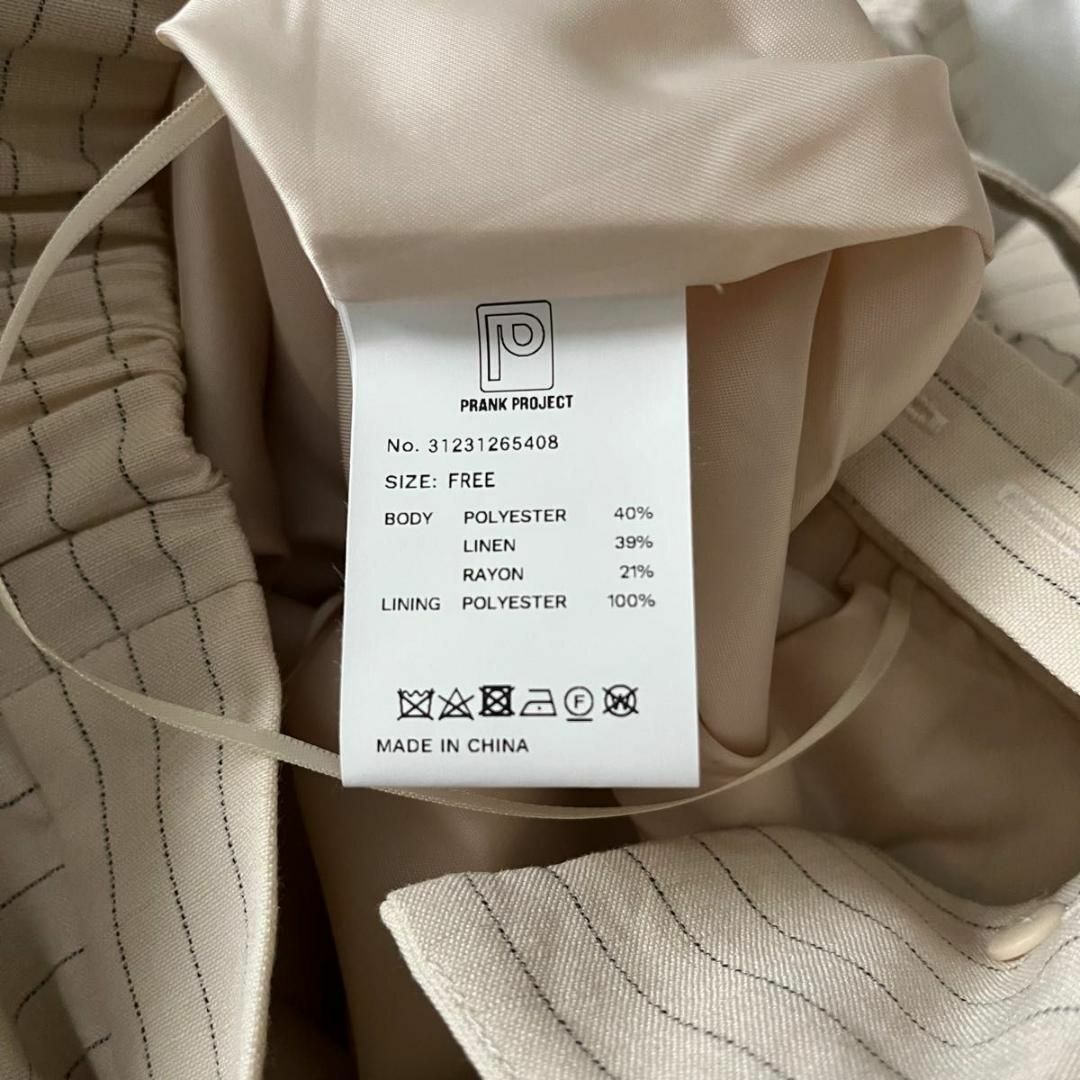 PRANK PROJECT
No. 31231265408
SIZE: FREE
BODY POLYESTER 40%
LINEN 39%
RAYON 21%
LINING POLYESTER 100%
F W
MADE IN CHINA